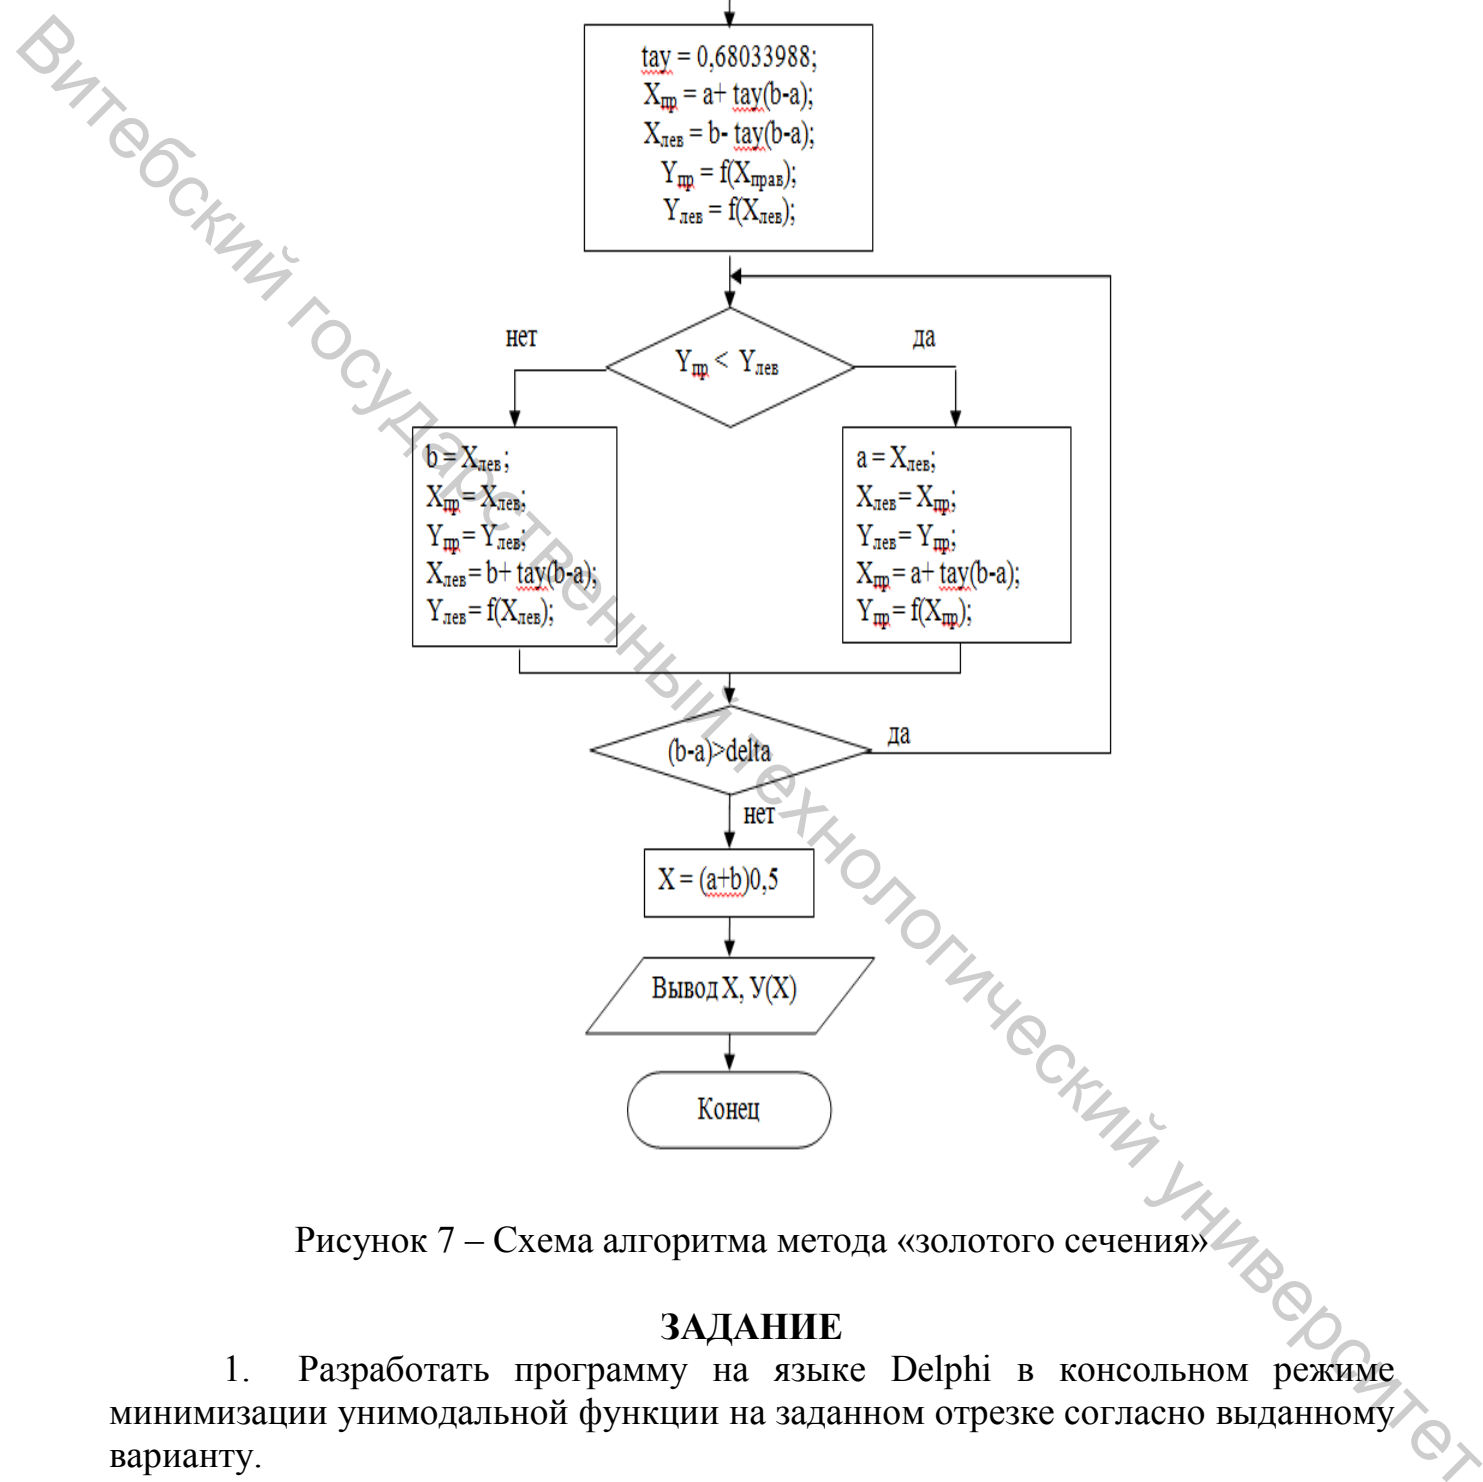 tay = 0,68033988;
Xпр = a+ tay(b-a);
Xлев = b- tay(b-a);
Yпр = f(Xправ);
Yлев = f(Xлев);
нет
Yпр < Yлев
да
b = Xлев;
Xпр = Xлев;
Yпр = Yлев;
Xлев = b+ tay(b-a);
Yлев = f(Xлев);
a = Xлев;
Xлев = Xпр;
Yлев = Yпр;
Xпр = a+ tay(b-a);
Yпр = f(Xпр);
(b-a)>delta
да
нет
X = (a+b)0,5
Вывод X, У(X)
Конец
Рисунок 7 – Схема алгоритма метода «золотого сечения»
ЗАДАНИЕ
1. Разработать программу на языке Delphi в консольном режиме
минимизации унимодальной функции на заданном отрезке согласно выданному
варианту.
Витебский государственный технологический университет